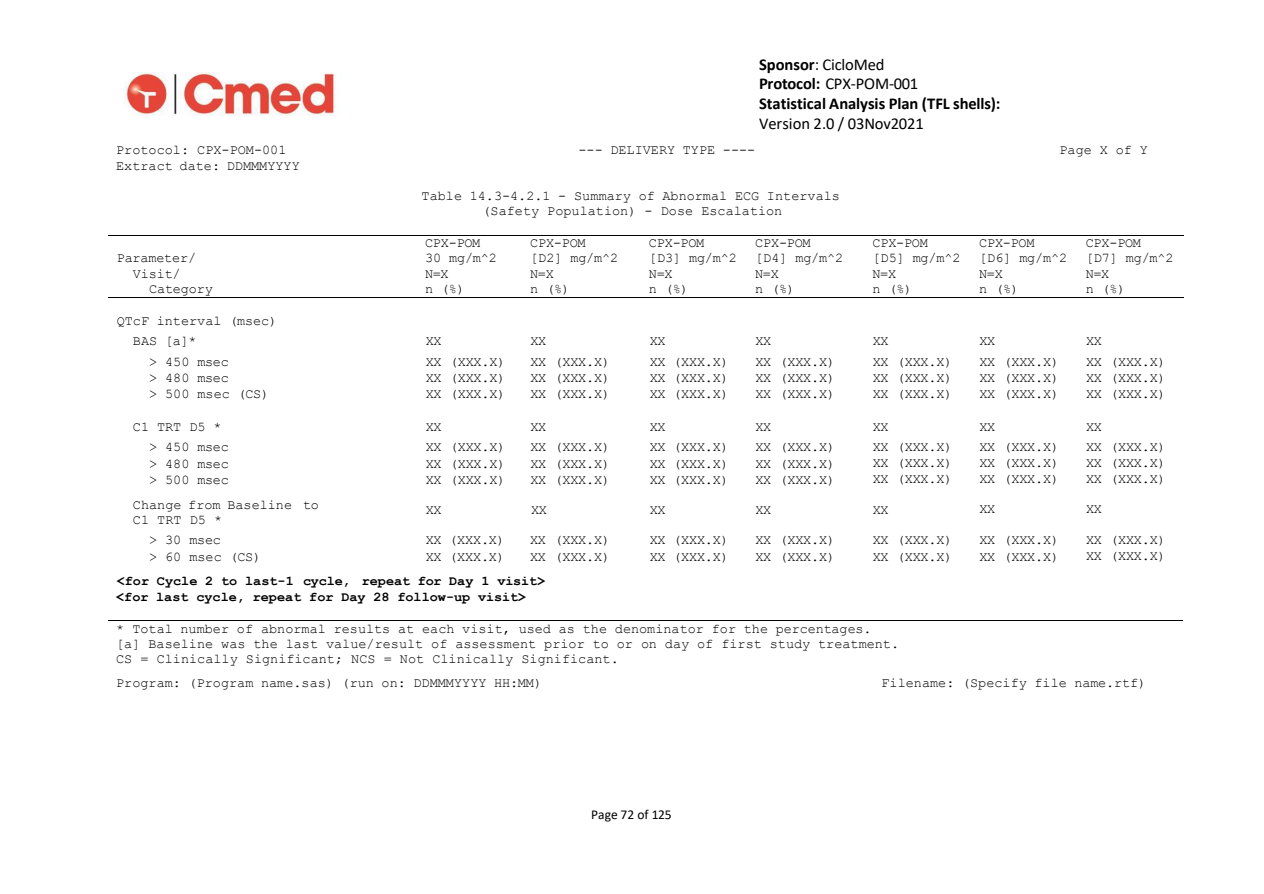 Cmed
Sponsor: CicloMed
Protocol: CPX-POM-001
Statistical Analysis Plan (TFL shells):
Version 2.0 / 03Nov2021
Protocol: CPX-POM-001 --- DELIVERY TYPE ---- Page X of Y
Extract date: DDMMMYYYY
Table 14.3-4.2.1 - Summary of Abnormal ECG Intervals
(Safety Population) - Dose Escalation
CPX-POM CPX-POM CPX-POM CPX-POM CPX-POM CPX-POM CPX-POM
Parameter/ 30 mg/m^2 [D2] mg/m^2 [D3] mg/m^2 [D4] mg/m^2 [D5] mg/m^2 [D6] mg/m^2 [D7] mg/m^2
Visit/ N=X N=X N=X N=X N=X N=X N=X
Category n (%) n (%) n (%) n (%) n (%) n (%) n (%)
QTcF interval (msec)
BAS [a]* XX XX XX XX XX XX XX
> 450 msec XX (XXX.X) XX (XXX.X) XX (XXX.X) XX (XXX.X) XX (XXX.X) XX (XXX.X) XX (XXX.X)
> 480 msec XX (XXX.X) XX (XXX.X) XX (XXX.X) XX (XXX.X) XX (XXX.X) XX (XXX.X) XX (XXX.X)
> 500 msec (CS) XX (XXX.X) XX (XXX.X) XX (XXX.X) XX (XXX.X) XX (XXX.X) XX (XXX.X) XX (XXX.X)
C1 TRT D5 * XX XX XX XX XX XX XX
> 450 msec XX (XXX.X) XX (XXX.X) XX (XXX.X) XX (XXX.X) XX (XXX.X) XX (XXX.X) XX (XXX.X)
> 480 msec XX (XXX.X) XX (XXX.X) XX (XXX.X) XX (XXX.X) XX (XXX.X) XX (XXX.X) XX (XXX.X)
> 500 msec XX (XXX.X) XX (XXX.X) XX (XXX.X) XX (XXX.X) XX (XXX.X) XX (XXX.X) XX (XXX.X)
Change from Baseline to XX XX XX XX XX XX XX
C1 TRT D5 *
> 30 msec XX (XXX.X) XX (XXX.X) XX (XXX.X) XX (XXX.X) XX (XXX.X) XX (XXX.X) XX (XXX.X)
> 60 msec (CS) XX (XXX.X) XX (XXX.X) XX (XXX.X) XX (XXX.X) XX (XXX.X) XX (XXX.X) XX (XXX.X)
<for Cycle 2 to last-1 cycle, repeat for Day 1 visit>
<for last cycle, repeat for Day 28 follow-up visit>
* Total number of abnormal results at each visit, used as the denominator for the percentages.
[a] Baseline was the last value/result of assessment prior to or on day of first study treatment.
CS = Clinically Significant; NCS = Not Clinically Significant.
Program: (Program name.sas) (run on: DDMMMYYYY HH:MM) Filename: (Specify file name.rtf)
Page 72 of 125